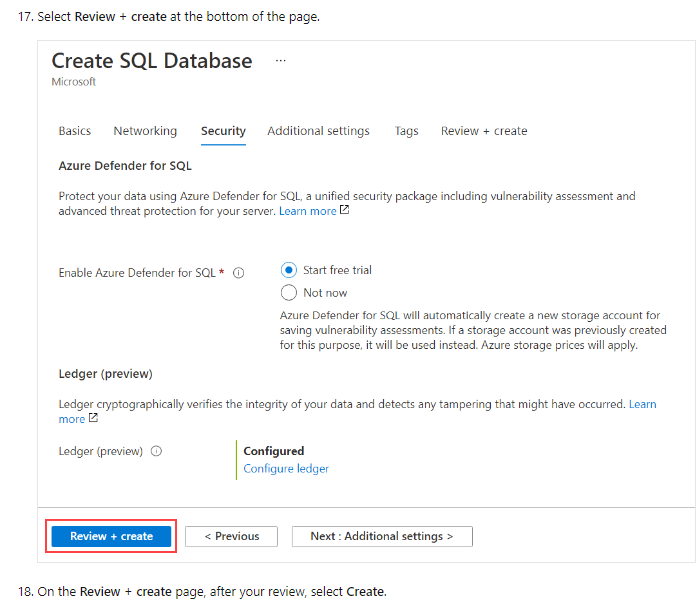 17. Select Review + create at the bottom of the page.
Create SQL Database ...
Microsoft
Basics Networking Security Additional settings Tags Review + create
Azure Defender for SQL
Protect your data using Azure Defender for SQL, a unified security package including vulnerability assessment and
advanced threat protection for your server. Learn more
Enable Azure Defender for SQL *
Start free trial
Not now
Azure Defender for SQL will automatically create a new storage account for
saving vulnerability assessments. If a storage account was previously created
for this purpose, it will be used instead. Azure storage prices will apply.
Ledger (preview)
Ledger cryptographically verifies the integrity of your data and detects any tampering that might have occurred. Learn
more
Ledger (preview)
Configured
Configure ledger
Review + create < Previous Next : Additional settings >
18. On the Review + create page, after your review, select Create.